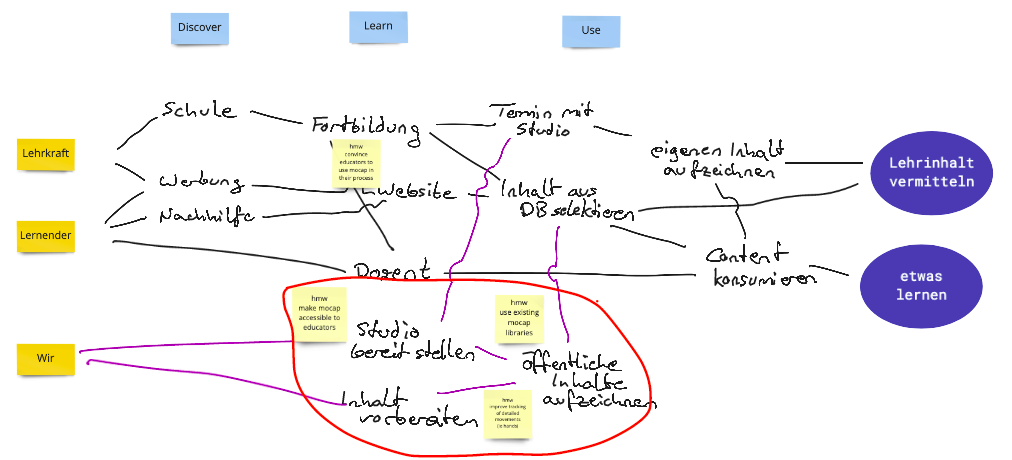 Discover
Learn
Use
Schule
Fortbildung
Termin mit
Studio
Lehrkraft
hmw
convince
educators to
use mocap in
their process
eigenen Inhalt
aufzeichnen
Lehrinhalt
vermitteln
Werbung
Website
Inhalt aus
DB selektieren
Nachhilfe
Lernender
Dozent
Content
konsumieren
etwas
lernen
hmw
make mocap
accessible to
educators
hmw
use existing
mocap
libraries
Studio
bereit stellen
Wir
öffentliche
Inhalte
aufzeichnen
Inhalt
vorbereiten
hmw
improve tracking
of detailed
movements
(ie hands)